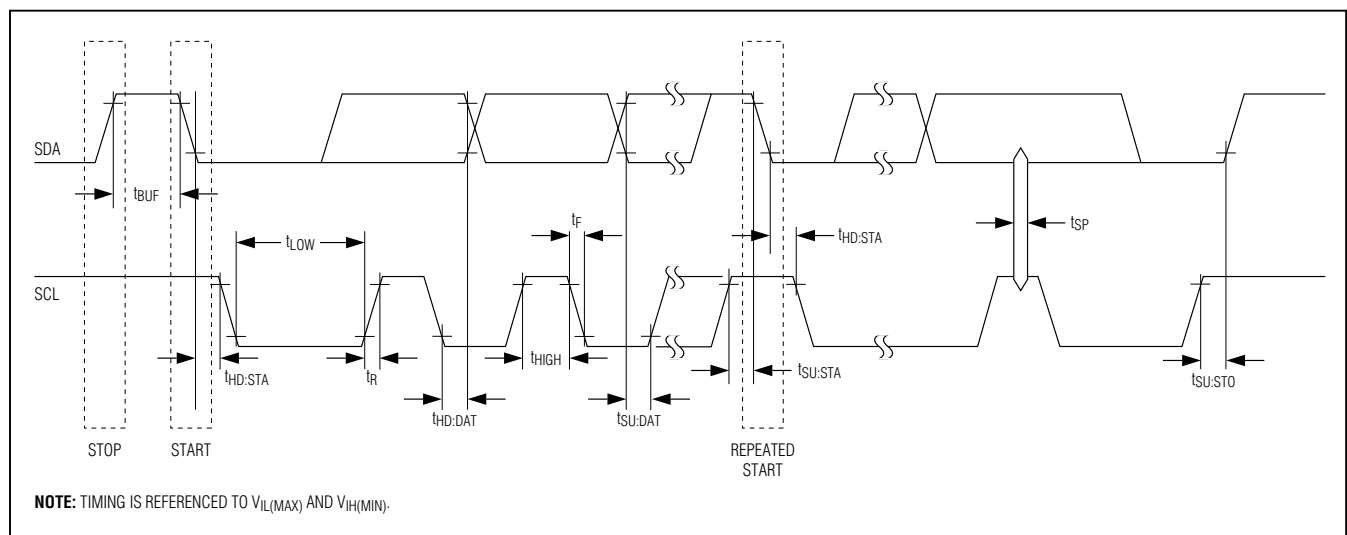 SDA
tBUF
tLOW
tF
tHD:STA
tSP
SCL
tHD:STA
tR
tHD:DAT
tHIGH
tSU:DAT
tSU:STA
tSU:STO
STOP
START
REPEATED
START
NOTE: TIMING IS REFERENCED TO VIL(MAX) AND VIH(MIN).